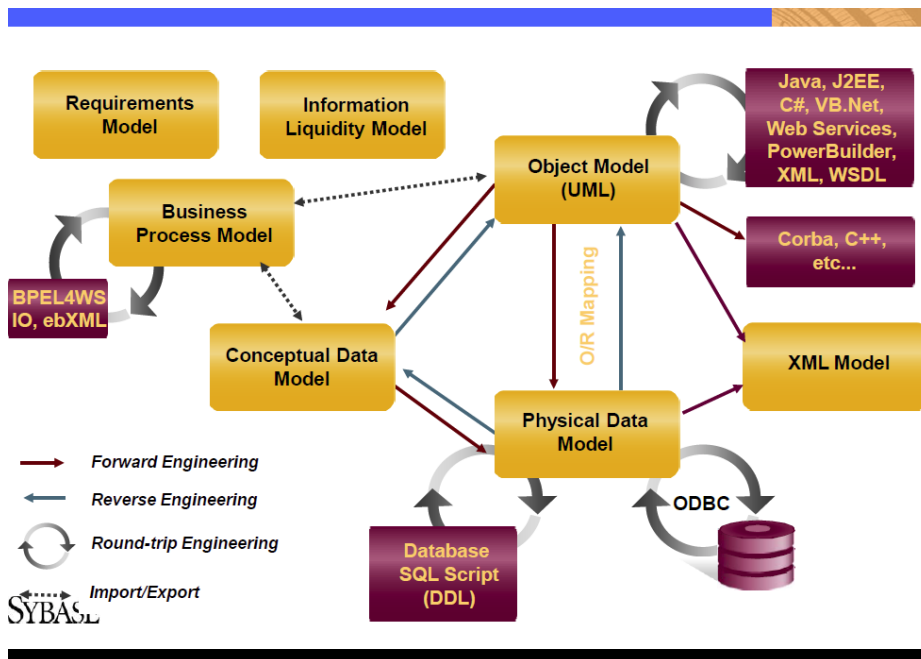 Requirements
Model
Information
Liquidity Model
Object Model
(UML)
Java, J2EE,
C#, VB.Net,
Web Services,
PowerBuilder,
XML, WSDL
Business
Process Model
Corba, C++,
etc...
BPEL4WS
IO, ebXML
O/R Mapping
Conceptual Data
Model
XML Model
Physical Data
Model
Forward Engineering
Reverse Engineering
Round-trip Engineering
Import/Export
ODBC
Database
SQL Script
(DDL)
SYBASE